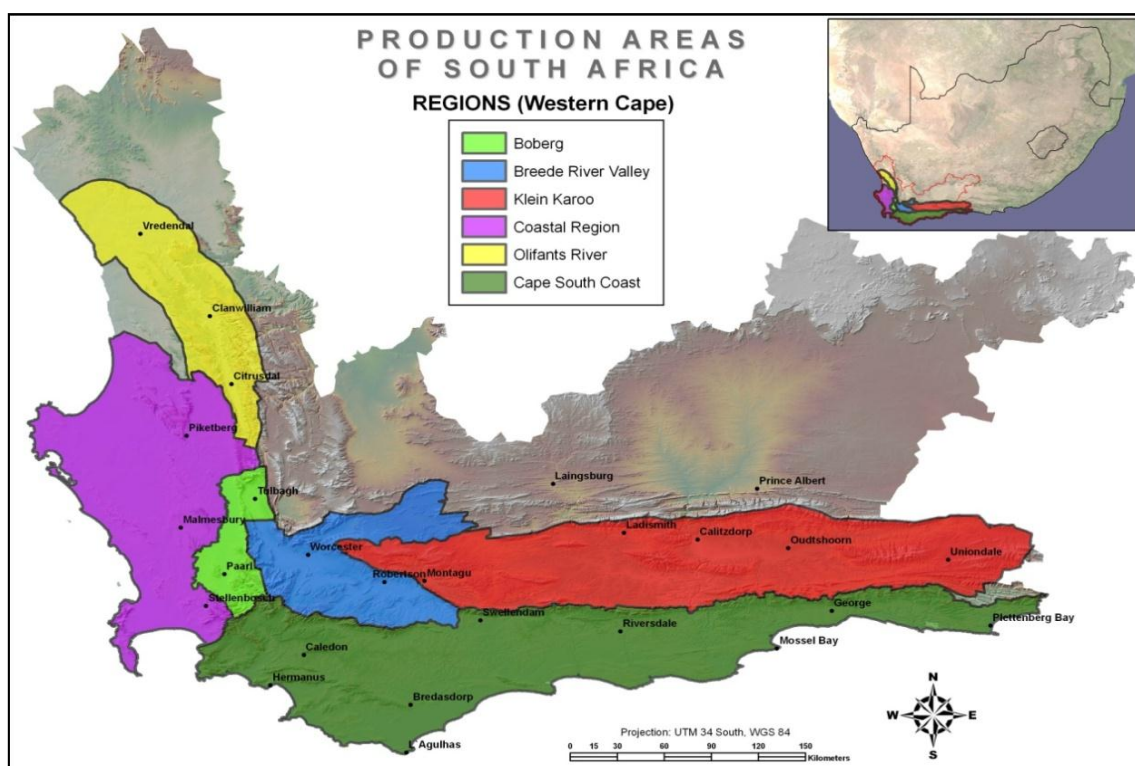 PRODUCTION AREAS
OF SOUTH AFRICA
REGIONS (Western Cape)
Boberg
Breede River Valley
Klein Karoo
Coastal Region
Olifants River
Cape South Coast
Vredendal
Clanwilliam
Citrusdal
Piketberg
Laingsburg
Prince Albert
Tulbagh
Malmesbury
Ladismith
Calitzdorp
Oudtshoorn
Worcester
Uniondale
Paarl
Robertson
Montagu
Stellenbosch
Swellendam
George
Riversdale
Plettenberg Bay
Mossel Bay
Caledon
Hermanus
Bredasdorp
L' Agulhas
N
W
E
S
Projection: UTM 34 South, WGS 84
0 15 30 60 90 120 150
Kilometers